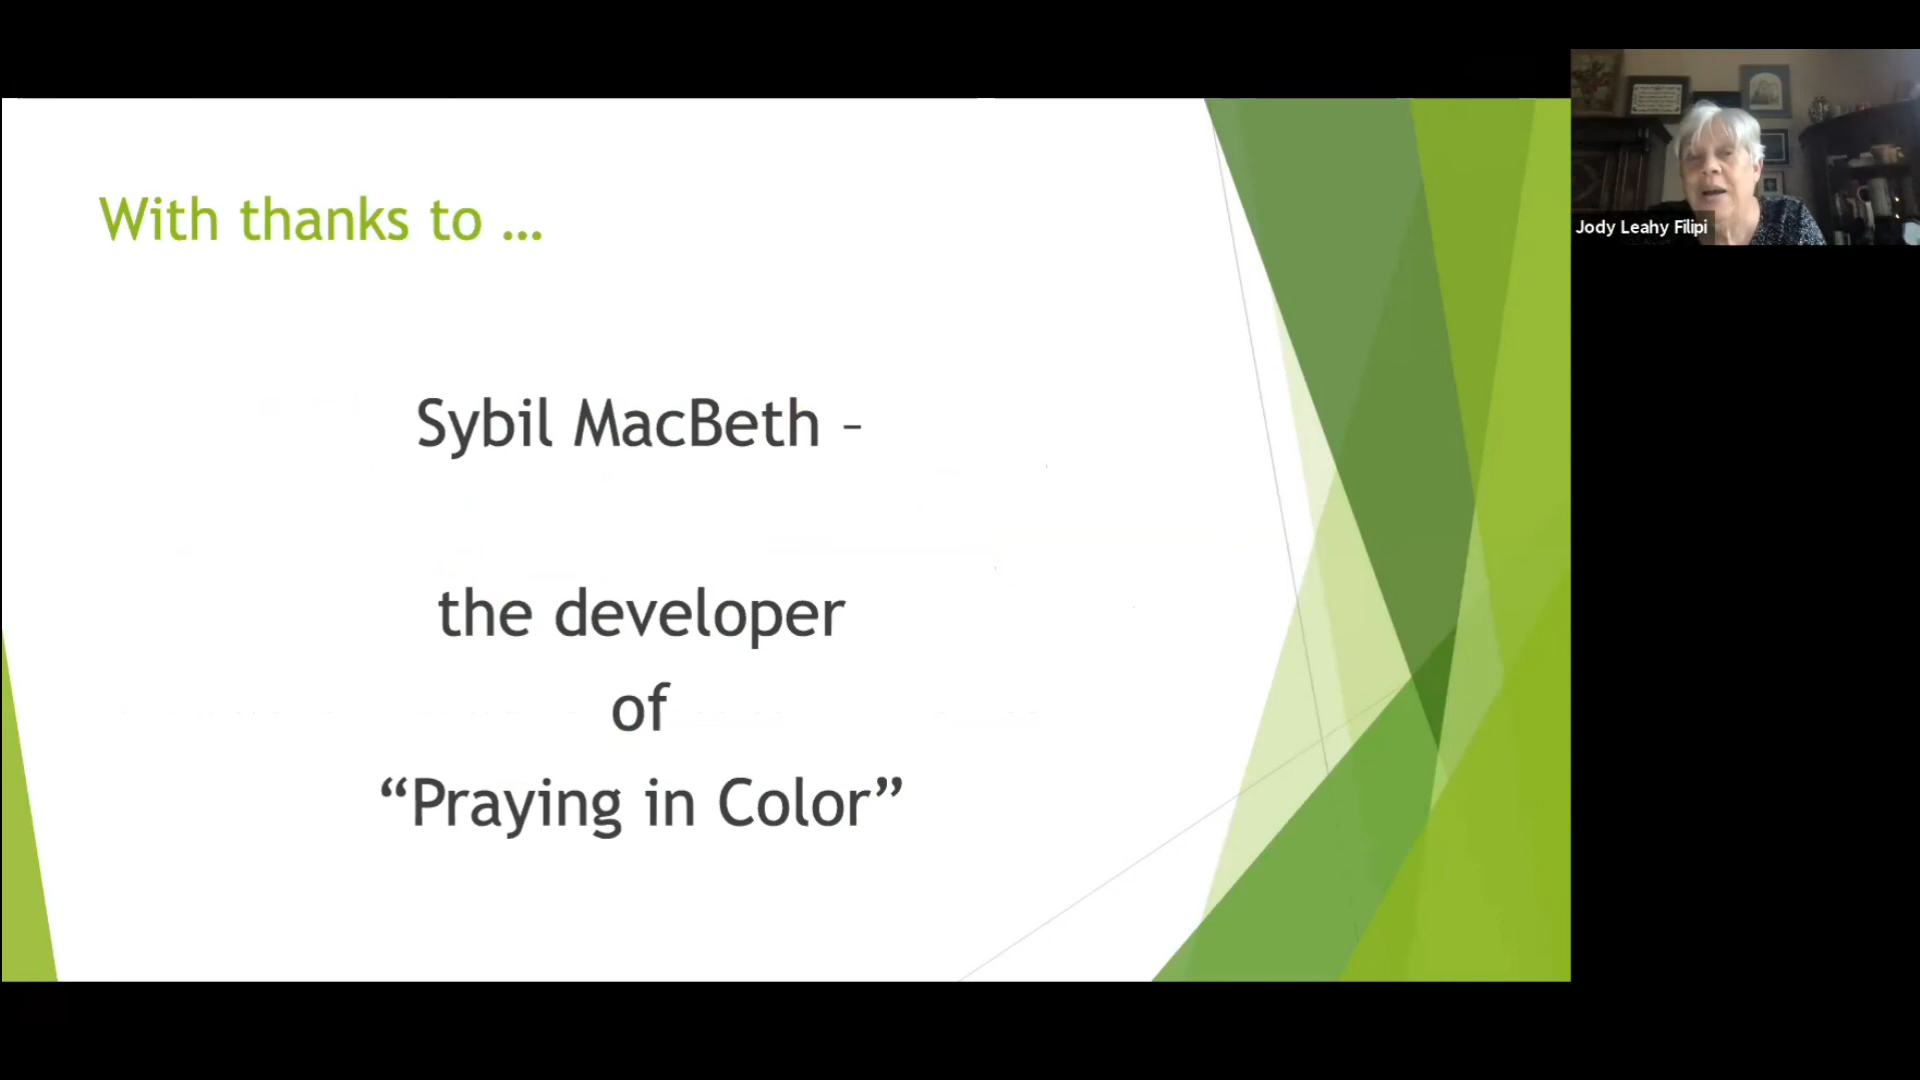 With thanks to ...
Sybil MacBeth –
the developer
of
“Praying in Color”
Jody Leahy Filipi